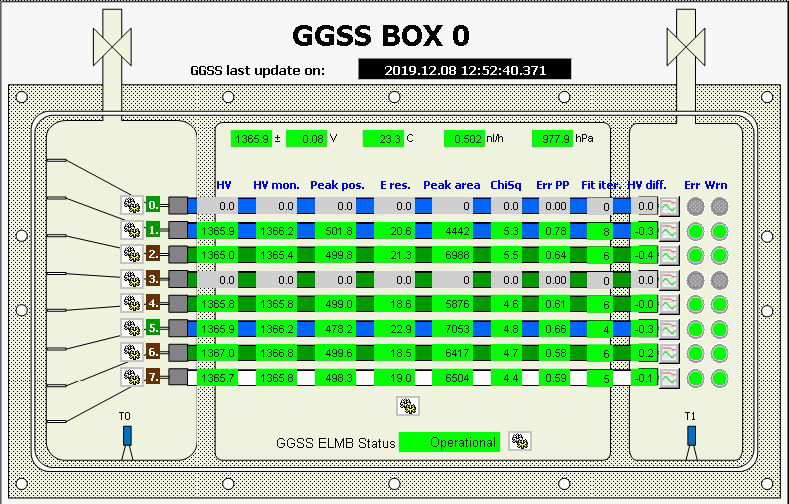 GGSS BOX 0
GGSS last update on: 2019.12.08 12:52:40.371
1365.9 ± 0.08 V 23.3 C 0.502 nl/h 977.9 hPa
HV HV mon. Peak pos. E res. Peak area ChiSq Err PP Fit iter. HV diff. Err Wrn
0. 0.0 0.0 0.0 0.0 0.0 0.0 0.00 0 0.0
1. 1365.9 1366.2 501.8 20.6 4442 5.3 0.78 8 -0.3
2. 1365.0 1365.4 499.8 21.3 6988 5.5 0.64 6 -0.4
3. 0.0 0.0 0.0 0.0 0.0 0.0 0.00 0 0.0
4. 1365.8 1365.8 499.0 18.6 5876 4.6 0.61 6 -0.0
5. 1365.9 1366.2 478.2 22.9 7053 4.8 0.66 4 -0.3
6. 1367.0 1366.8 499.6 18.5 6417 4.7 0.58 6 0.2
7. 1365.7 1365.8 498.3 19.0 6504 4.4 0.59 5 -0.1
T0 T1
GGSS ELMB Status Operational